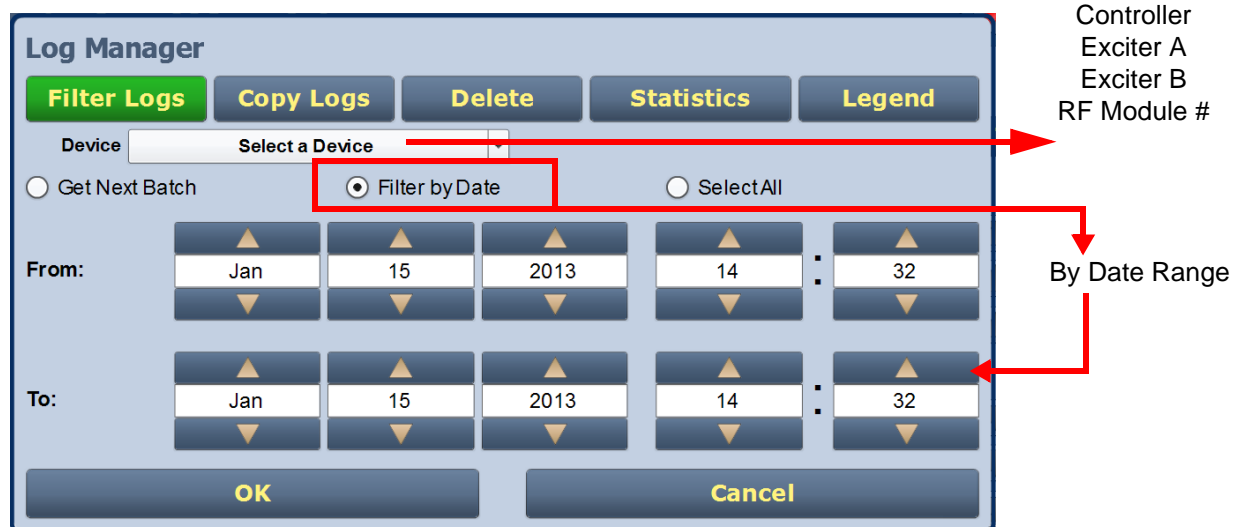 Log Manager
Filter Logs Copy Logs Delete Statistics Legend
Device Select a Device
Controller
Exciter A
Exciter B
RF Module #
Get Next Batch Filter by Date Select All
From: Jan 15 2013 14 : 32
By Date Range
To: Jan 15 2013 14 : 32
OK Cancel